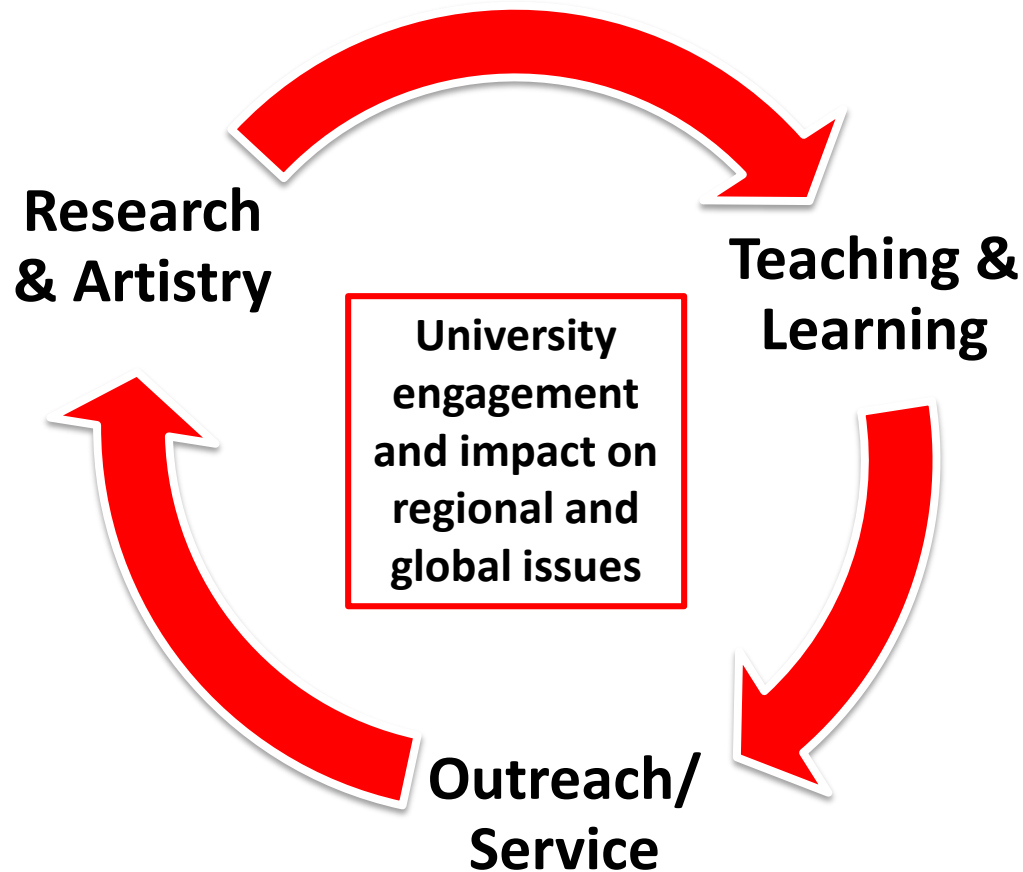 Research
& Artistry
Teaching &
Learning
University
engagement
and impact on
regional and
global issues
Outreach/
Service